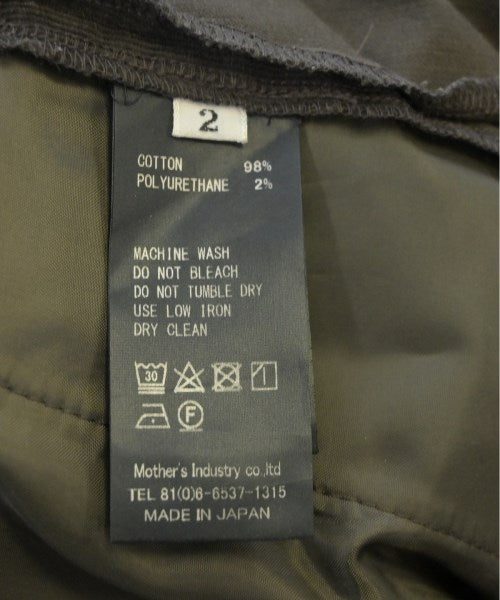 2
COTTON 98%
POLYURETHANE 2%
MACHINE WASH
DO NOT BLEACH
DO NOT TUMBLE DRY
USE LOW IRON
DRY CLEAN
30
F
Mother's Industry co.,ltd
TEL 81(0)6-6537-1315
MADE IN JAPAN